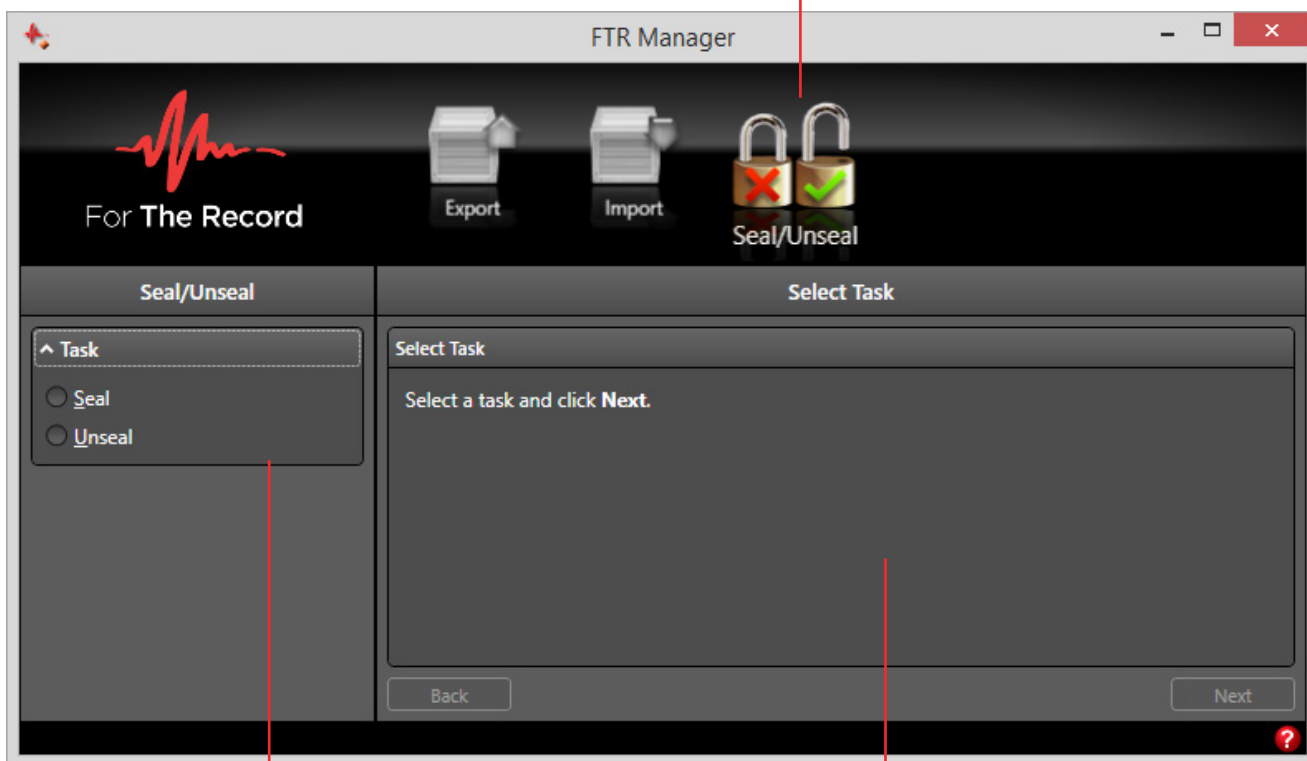 FTR Manager
For The Record
Export
Import
Seal/Unseal
Seal/Unseal
Select Task
Task
Seal
Unseal
Select Task
Select a task and click Next.
Back
Next
?